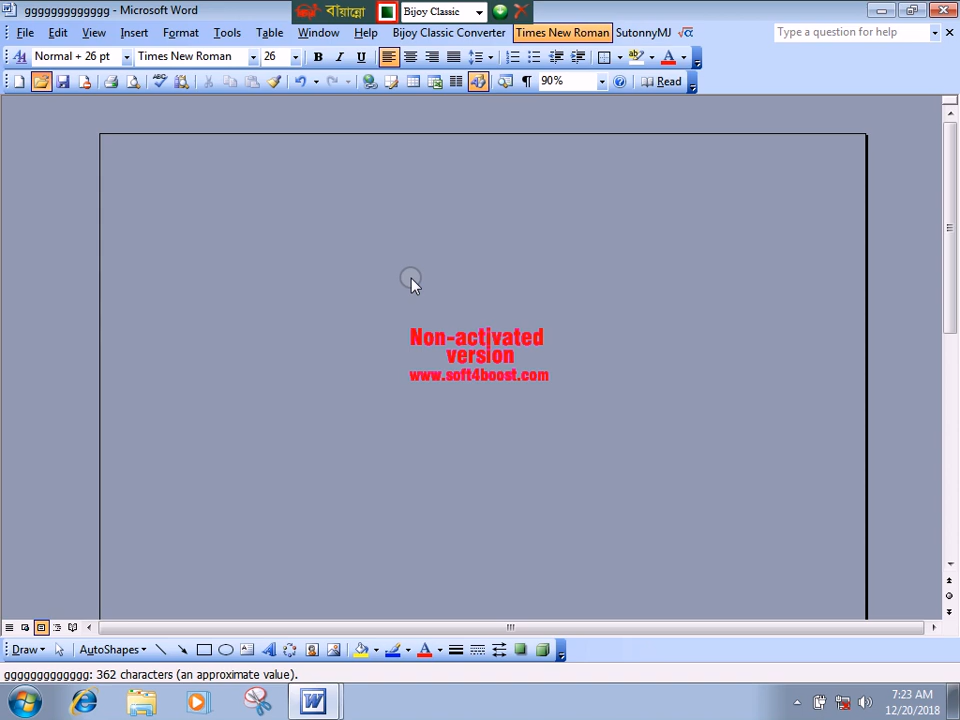 ggggggggggggg - Microsoft Word
বাঁয়ান্নো
Bijoy Classic
File Edit View Insert Format Tools Table Window Help Bijoy Classic Converter Times New Roman SutonnyMJ
Type a question for help
Normal + 26 pt Times New Roman 26 B I U
90% Read
Non-activated
version
www.soft4boost.com
Draw AutoShapes
ggggggggggggg: 362 characters (an approximate value).
7:23 AM
12/20/2018